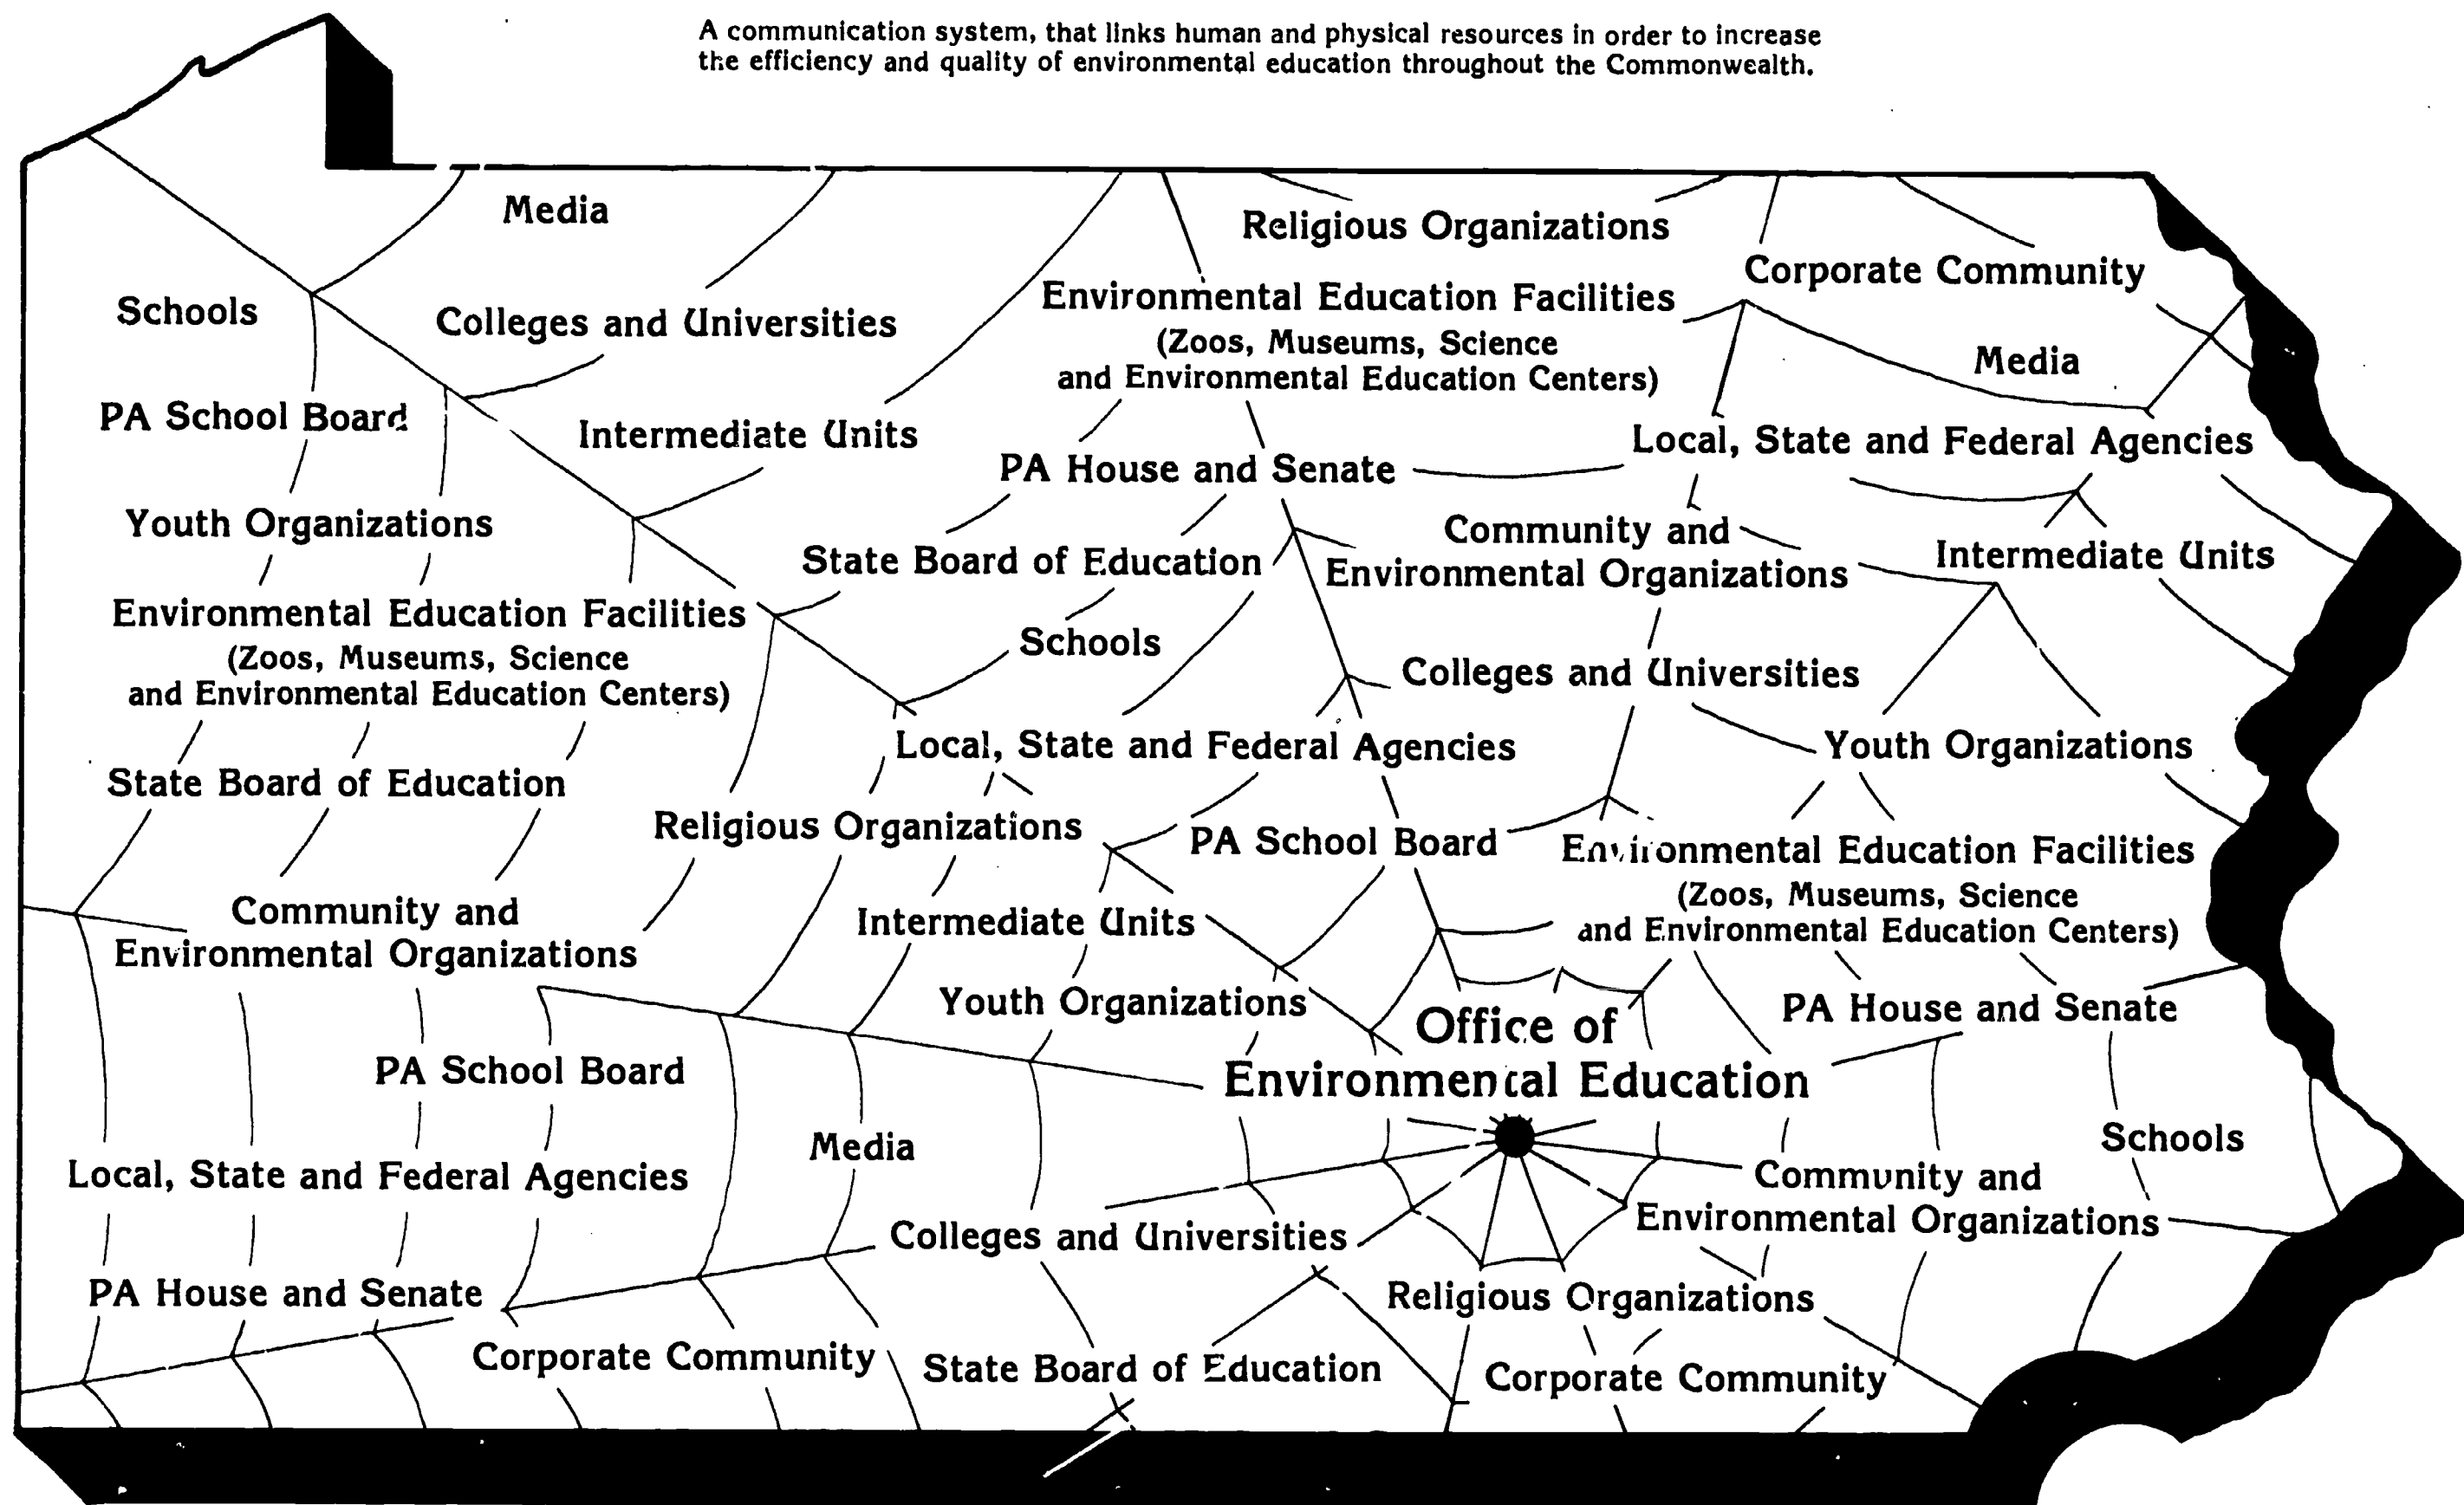 A communication system, that links human and physical resources in order to increase
the efficiency and quality of environmental education throughout the Commonwealth.
Media
Religious Organizations
Corporate Community
Schools
Colleges and Universities
Environmental Education Facilities
(Zoos, Museums, Science
and Environmental Education Centers)
Media
PA School Board
Intermediate Units
PA House and Senate
Local, State and Federal Agencies
Youth Organizations
State Board of Education
Community and
Environmental Organizations
Intermediate Units
Environmental Education Facilities
(Zoos, Museums, Science
and Environmental Education Centers)
Schools
Colleges and Universities
Local, State and Federal Agencies
Youth Organizations
State Board of Education
Religious Organizations
PA School Board
Environmental Education Facilities
(Zoos, Museums, Science
and Environmental Education Centers)
Community and
Environmental Organizations
Intermediate Units
Youth Organizations
Office of
Environmental Education
PA House and Senate
PA School Board
Media
Schools
Local, State and Federal Agencies
Community and
Environmental Organizations
Colleges and Universities
PA House and Senate
Religious Organizations
Corporate Community
State Board of Education
Corporate Community